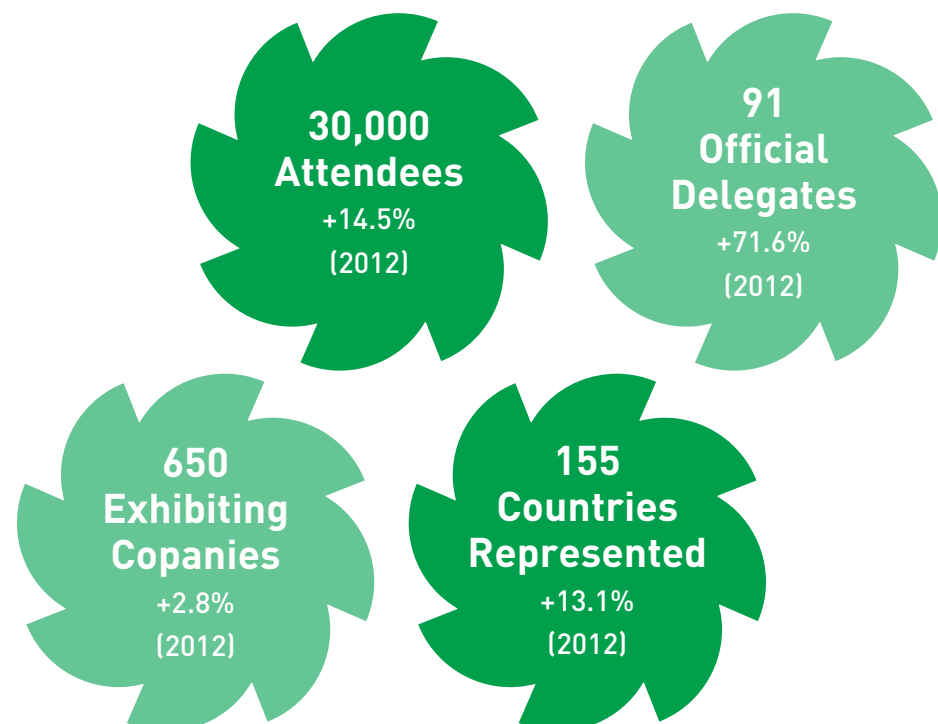 30,000
Attendees
+14.5%
(2012)
91
Official
Delegates
+71.6%
(2012)
650
Exhibiting
Copanies
+2.8%
(2012)
155
Countries
Represented
+13.1%
(2012)